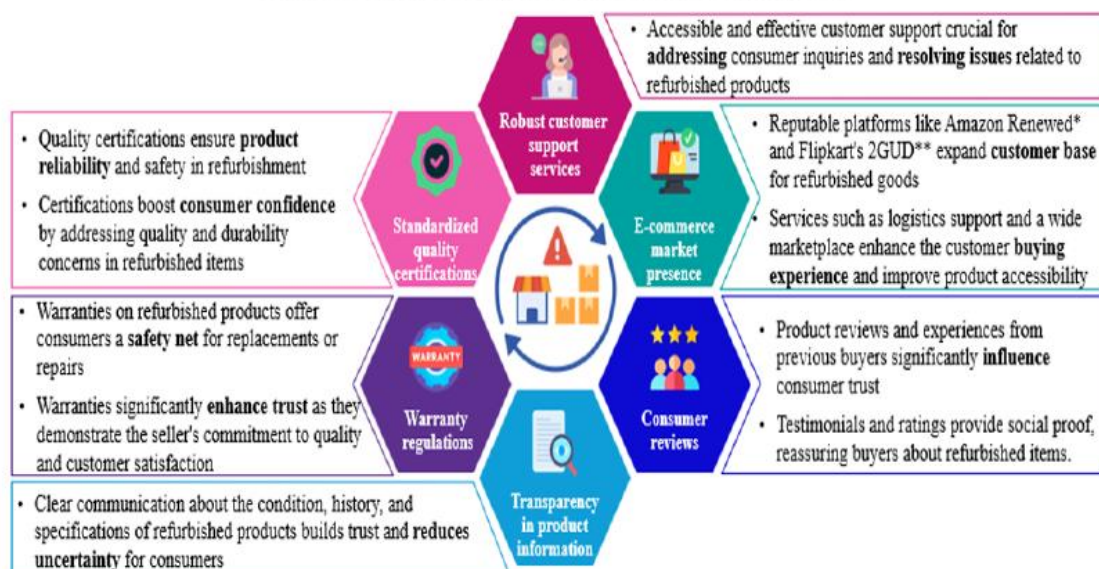 • Accessible and effective customer support crucial for
addressing consumer inquiries and resolving issues related to
refurbished products
Robust customer
support
services
• Quality certifications ensure product
reliability and safety in refurbishment
• Certifications boost consumer confidence
by addressing quality and durability
concerns in refurbished items
Standardized
quality
certifications
E-commerce
market
presence
• Reputable platforms like Amazon Renewed*
and Flipkart's 2GUD** expand customer base
for refurbished goods
• Services such as logistics support and a wide
marketplace enhance the customer buying
experience and improve product accessibility
• Warranties on refurbished products offer
consumers a safety net for replacements or
repairs
• Warranties significantly enhance trust as they
demonstrate the seller's commitment to quality
and customer satisfaction
WARRANTY
Warranty
regulations
Consumer
reviews
• Product reviews and experiences from
previous buyers significantly influence
consumer trust
• Testimonials and ratings provide social proof,
reassuring buyers about refurbished items.
Transparency
in product
information
• Clear communication about the condition, history, and
specifications of refurbished products builds trust and reduces
uncertainty for consumers